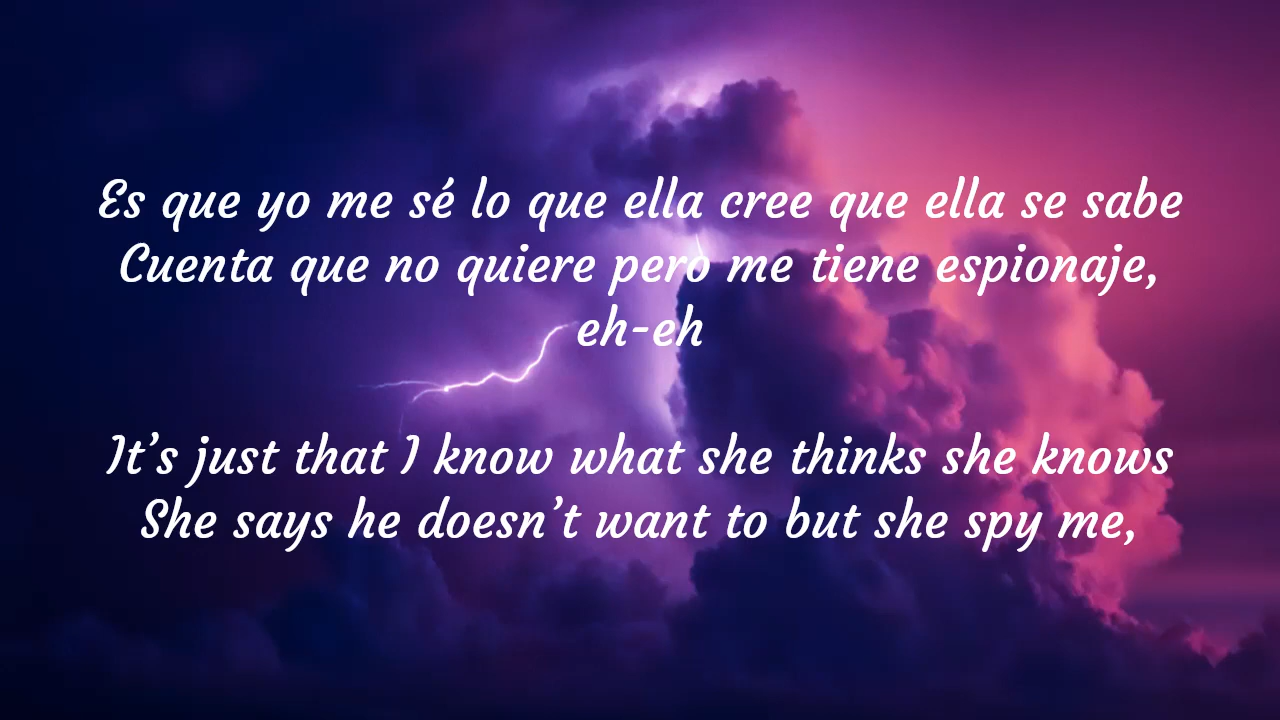 Es que yo me sé lo que ella cree que ella se sabe
Cuenta que no quiere però me tiene espionaje,
eh-eh
It’s just that I know what she thinks she knows
She says he doesn’t want to but she spy me,